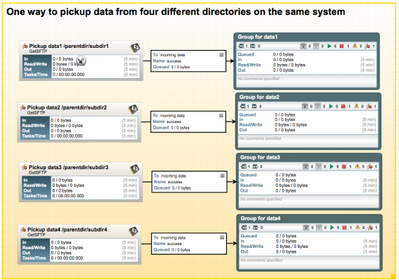 One way to pickup data from four different directories on the same system
Pickup data1 /parentdir/subdir1
GetSFTP
In 0 / 0 bytes (5 min)
Read/Write 0 bytes / 0 bytes (5 min)
Out 0 / 0 bytes (5 min)
Tasks/Time 0 / 00:00:00.000 (5 min)
To incoming data
Name success
Queued 0 / 0 bytes
Group for data1
Queued 0 / 0 bytes
In 0 / 0 bytes (5 min)
Read/Write 0 bytes / 0 bytes (5 min)
Out 0 / 0 bytes (5 min)
No comments specified
Pickup data2 /parentdir/subdir2
GetSFTP
In 0 / 0 bytes (5 min)
Read/Write 0 bytes / 0 bytes (5 min)
Out 0 / 0 bytes (5 min)
Tasks/Time 0 / 00:00:00.000 (5 min)
To incoming data
Name success
Queued 0 / 0 bytes
Group for data2
Queued 0 / 0 bytes
In 0 / 0 bytes (5 min)
Read/Write 0 bytes / 0 bytes (5 min)
Out 0 / 0 bytes (5 min)
No comments specified
Pickup data3 /parentdir/subdir3
GetSFTP
In 0 / 0 bytes (5 min)
Read/Write 0 bytes / 0 bytes (5 min)
Out 0 / 0 bytes (5 min)
Tasks/Time 0 / 00:00:00.000 (5 min)
To incoming data
Name success
Queued 0 / 0 bytes
Group for data3
Queued 0 / 0 bytes
In 0 / 0 bytes (5 min)
Read/Write 0 bytes / 0 bytes (5 min)
Out 0 / 0 bytes (5 min)
No comments specified
Pickup data4 /parentdir/subdir4
GetSFTP
In 0 / 0 bytes (5 min)
Read/Write 0 bytes / 0 bytes (5 min)
Out 0 / 0 bytes (5 min)
Tasks/Time 0 / 00:00:00.000 (5 min)
To incoming data
Name success
Queued 0 / 0 bytes
Group for data4
Queued 0 / 0 bytes
In 0 / 0 bytes (5 min)
Read/Write 0 bytes / 0 bytes (5 min)
Out 0 / 0 bytes (5 min)
No comments specified